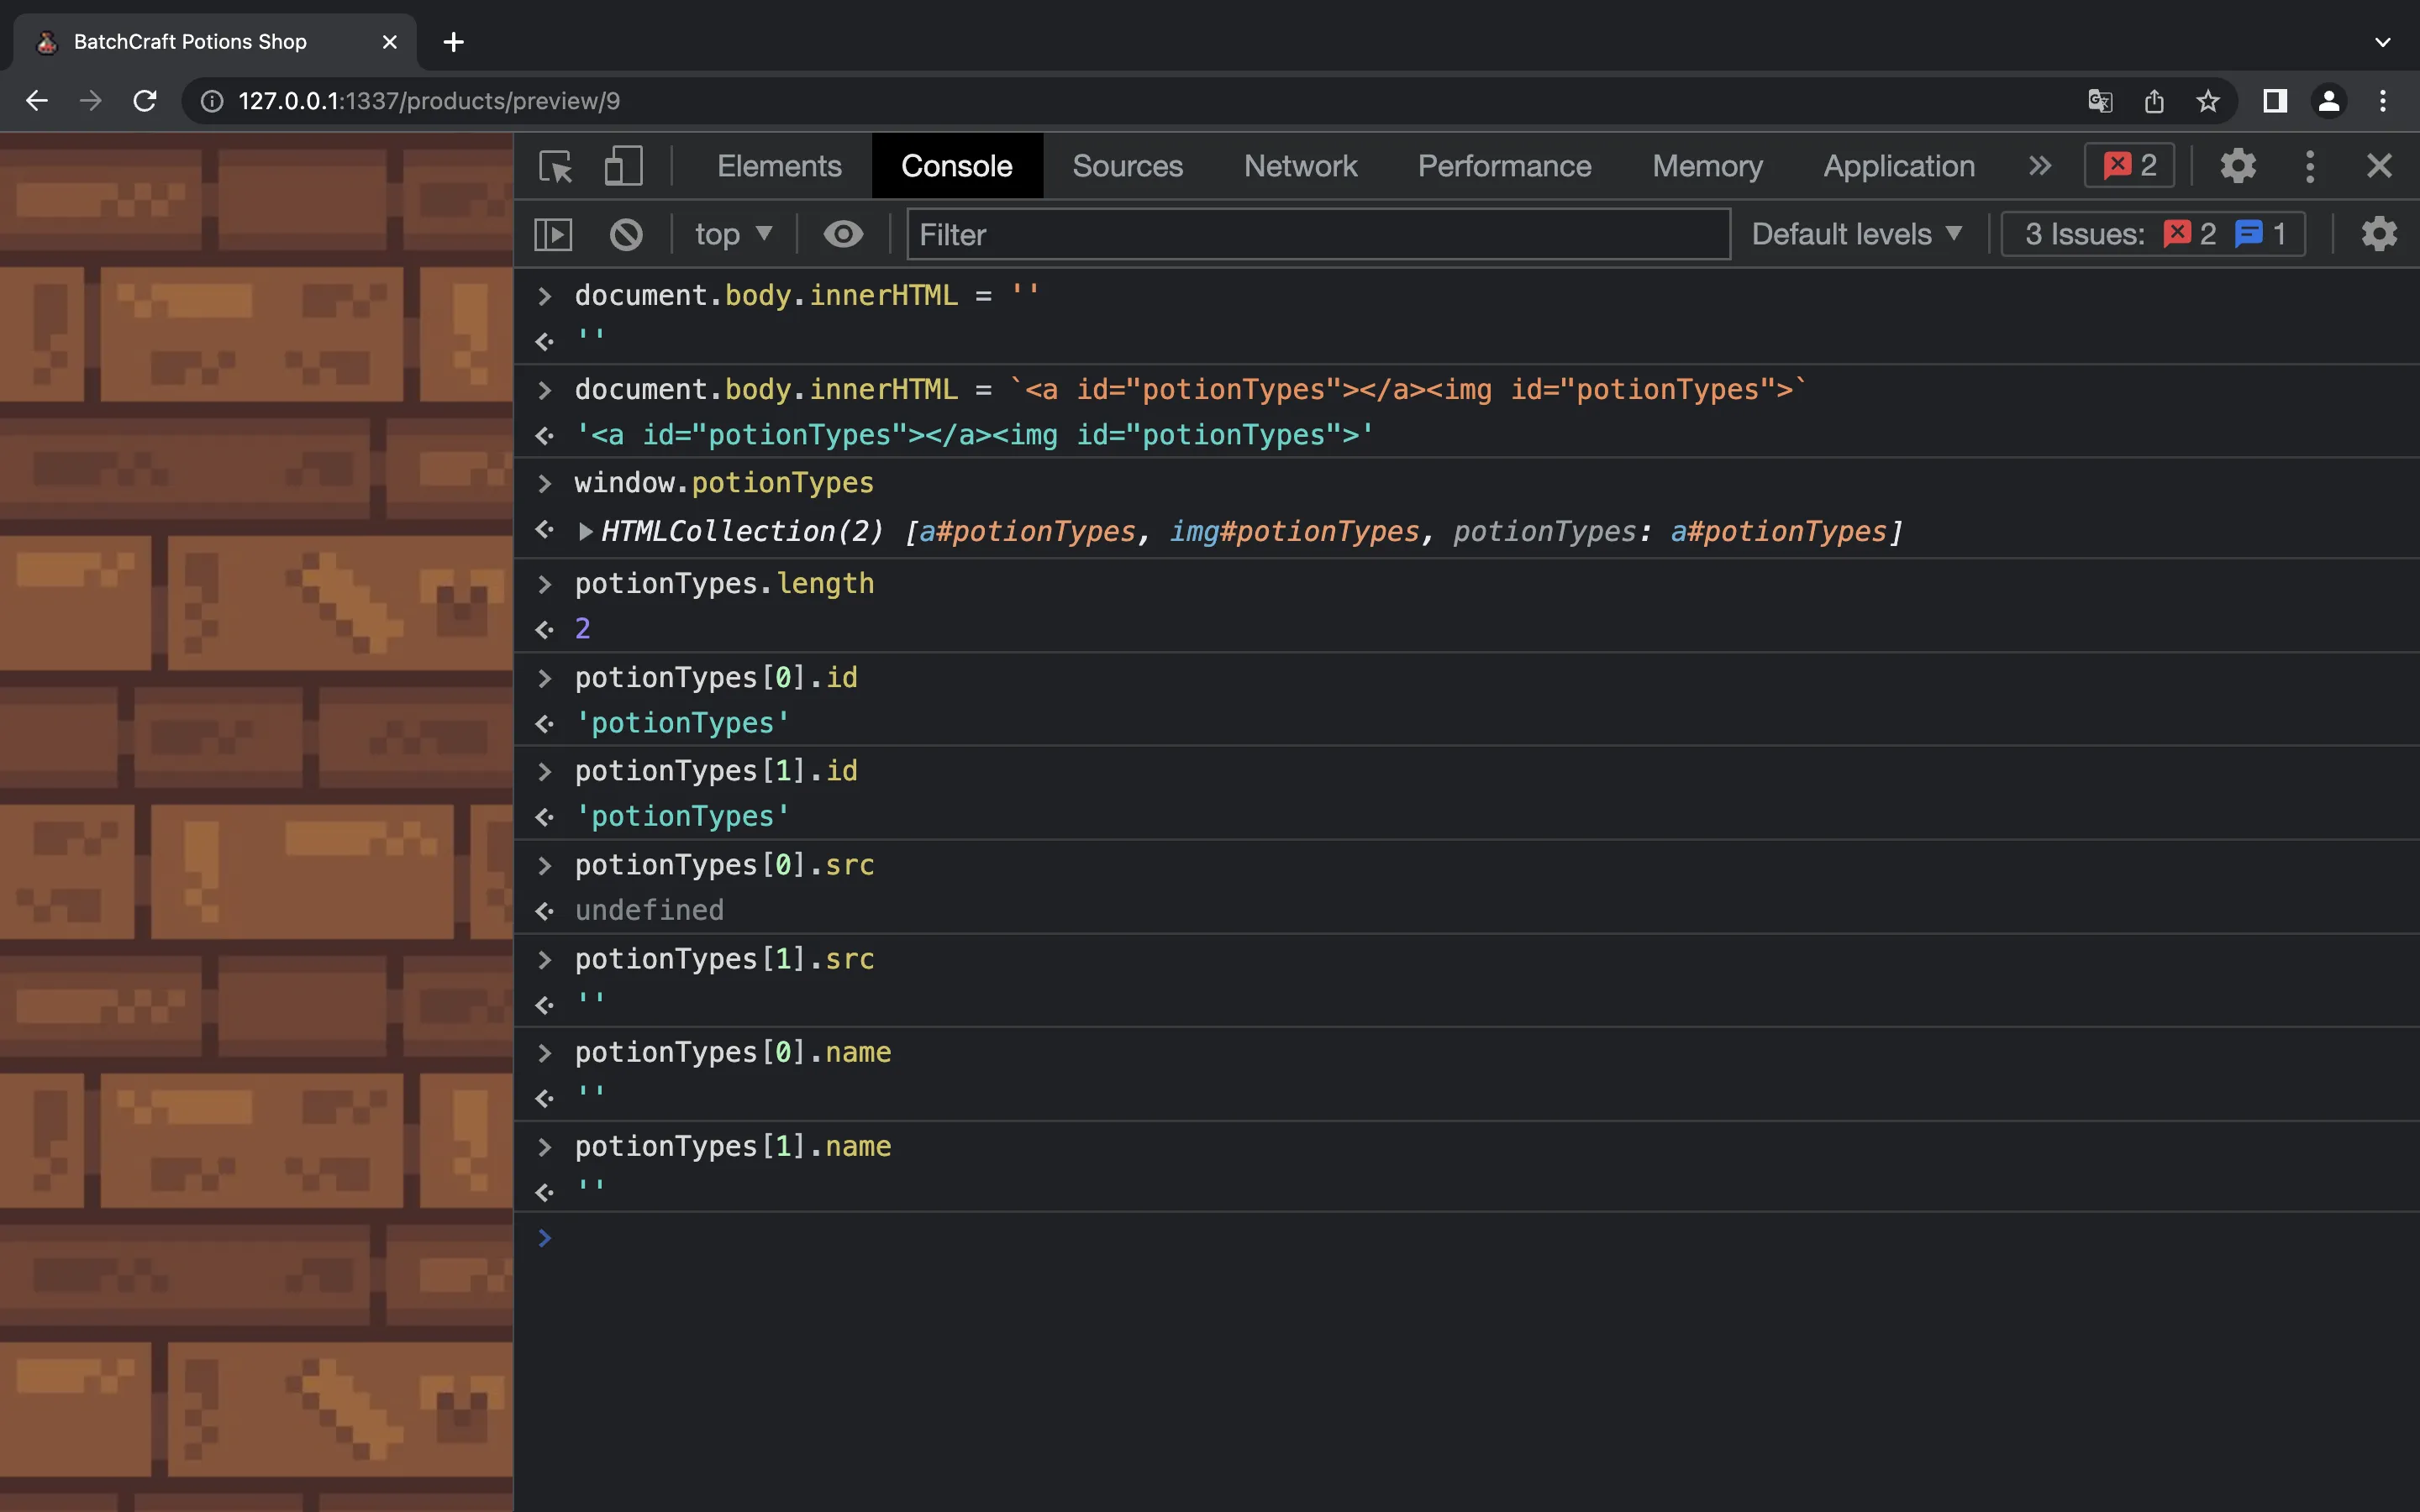 BatchCraft Potions Shop
127.0.0.1:1337/products/preview/9
Elements Console Sources Network Performance Memory Application 2
top Filter Default levels 3 Issues: 2 1
document.body.innerHTML = ''
''
document.body.innerHTML = `<a id="potionTypes"></a><img id="potionTypes">`
'<a id="potionTypes"></a><img id="potionTypes">'
window.potionTypes
HTMLCollection(2) [a#potionTypes, img#potionTypes, potionTypes: a#potionTypes]
potionTypes.length
2
potionTypes[0].id
'potionTypes'
potionTypes[1].id
'potionTypes'
potionTypes[0].src
undefined
potionTypes[1].src
''
potionTypes[0].name
''
potionTypes[1].name
''